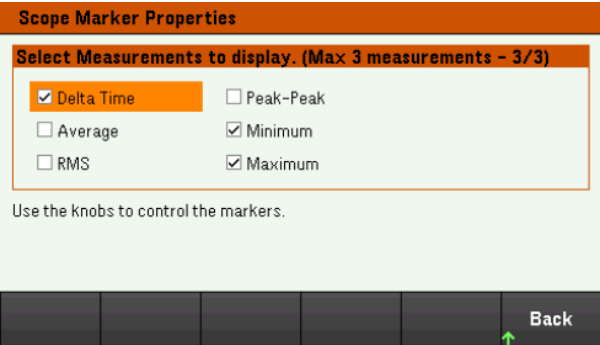 Scope Marker Properties
Select Measurements to display. (Max 3 measurements - 3/3)
Delta Time Peak-Peak
Average Minimum
RMS Maximum
Use the knobs to control the markers.
Back